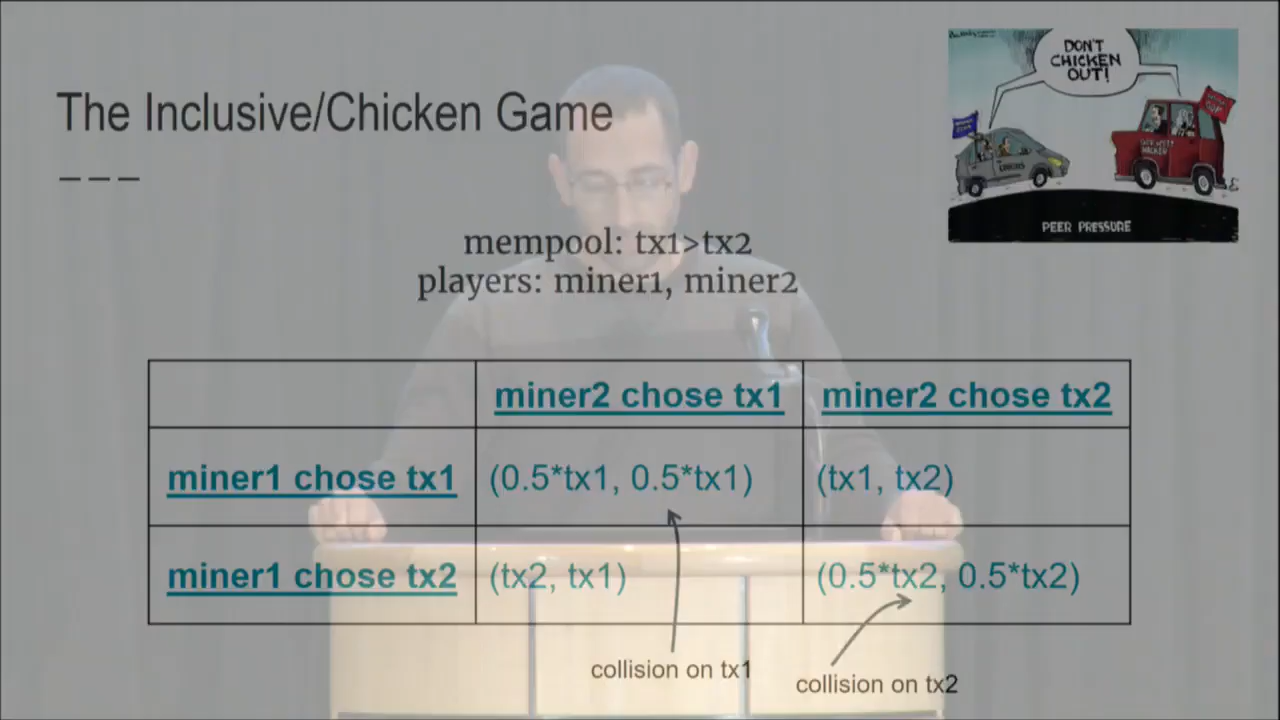 The Inclusive/Chicken Game
DON'T
CHICKEN
OUT!
PEER PRESSURE
mempool: tx1>tx2
players: miner1, miner2
miner2 chose tx1
miner2 chose tx2
miner1 chose tx1
(0.5*tx1, 0.5*tx1)
(tx1, tx2)
miner1 chose tx2
(tx2, tx1)
(0.5*tx2, 0.5*tx2)
collision on tx1
collision on tx2